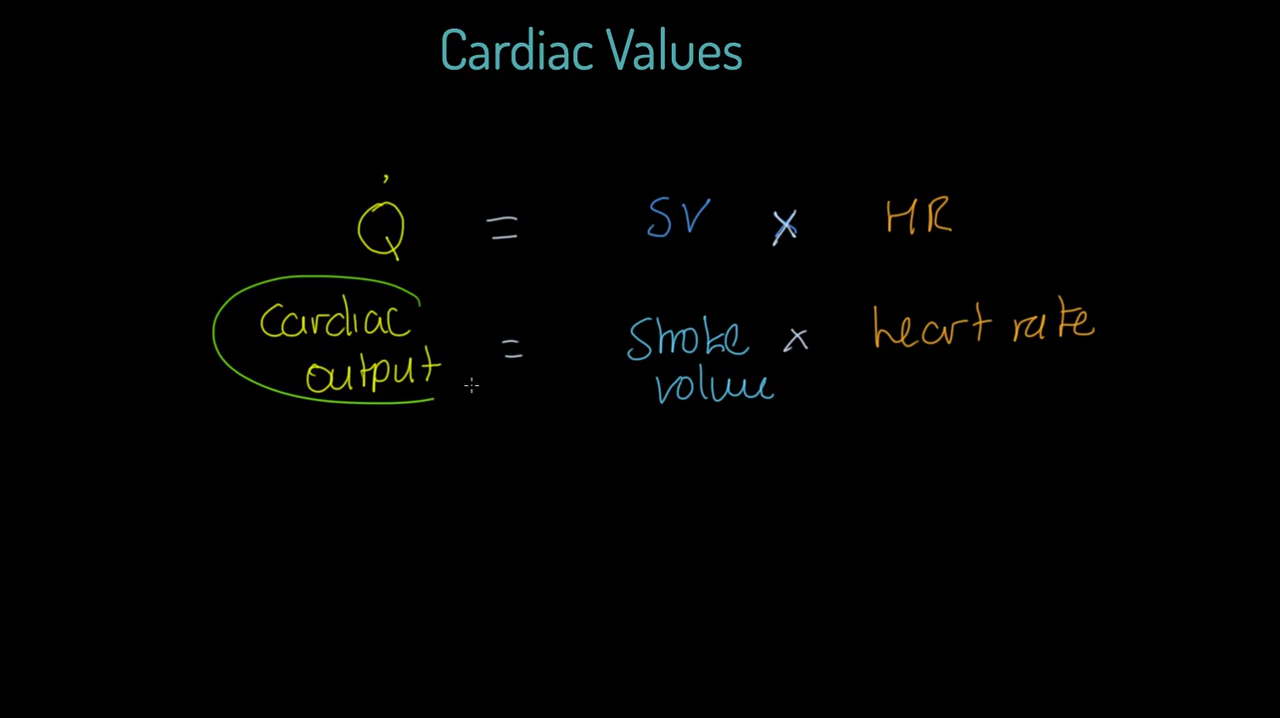 Cardiac Values
Q̇ = SV x HR
Cardiac output = Stroke volume x heart rate